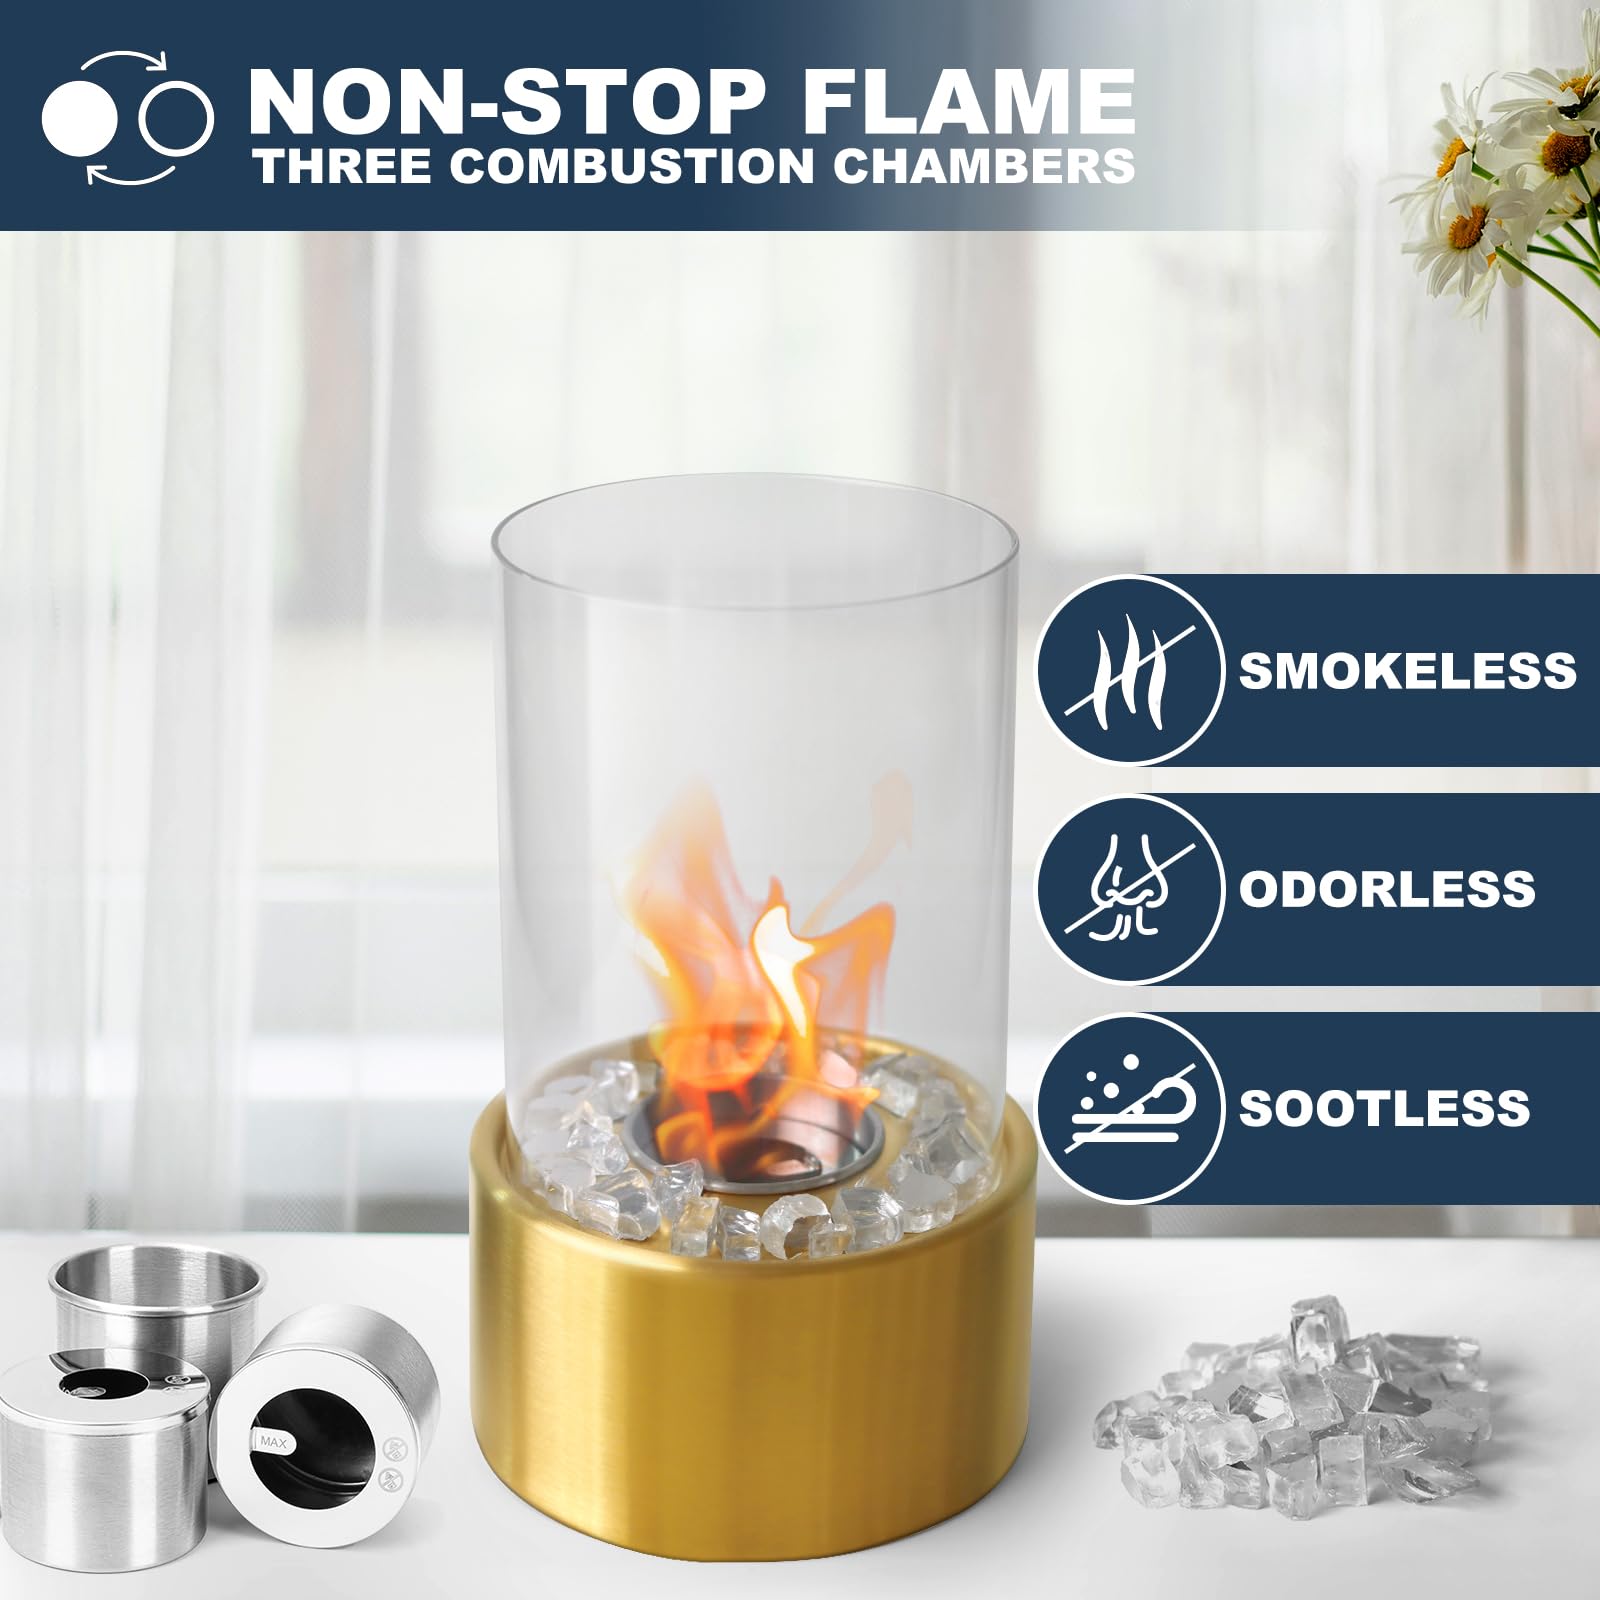 NON-STOP FLAME
THREE COMBUSTION CHAMBERS
SMOKELESS
ODORLESS
SOOTLESS
MAX